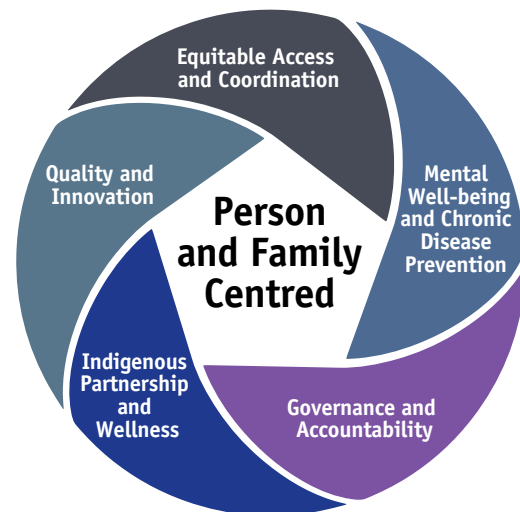 Equitable Access
and Coordination
Mental
Well-being
and Chronic
Disease
Prevention
Governance and
Accountability
Indigenous
Partnership
and
Wellness
Quality and
Innovation
Person
and Family
Centred